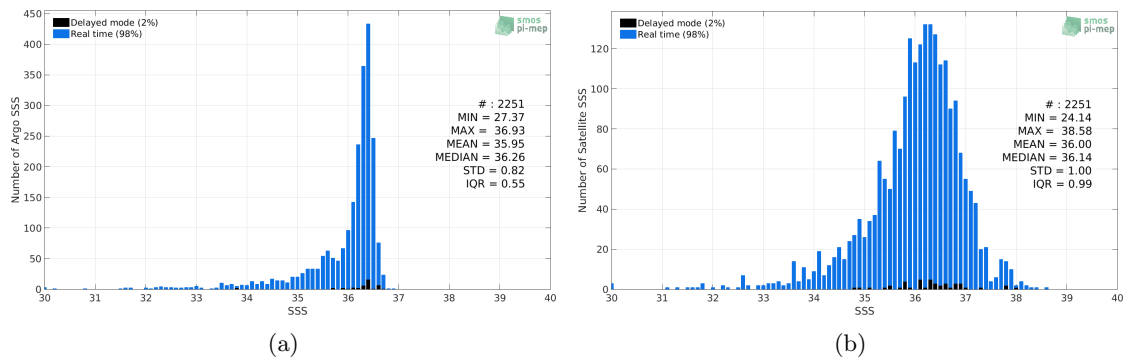 Delayed mode (2%)
Real time (98%)
smos
pi-mep
450
400
350
300
250
200
150
100
50
0
Number of Argo SSS
# : 2251
MIN = 27.37
MAX = 36.93
MEAN = 35.95
MEDIAN = 36.26
STD = 0.82
IQR = 0.55
30 31 32 33 34 35 36 37 38 39 40
SSS
(a)
Delayed mode (2%)
Real time (98%)
smos
pi-mep
120
100
80
60
40
20
0
Number of Satellite SSS
# : 2251
MIN = 24.14
MAX = 38.58
MEAN = 36.00
MEDIAN = 36.14
STD = 1.00
IQR = 0.99
30 31 32 33 34 35 36 37 38 39 40
SSS
(b)